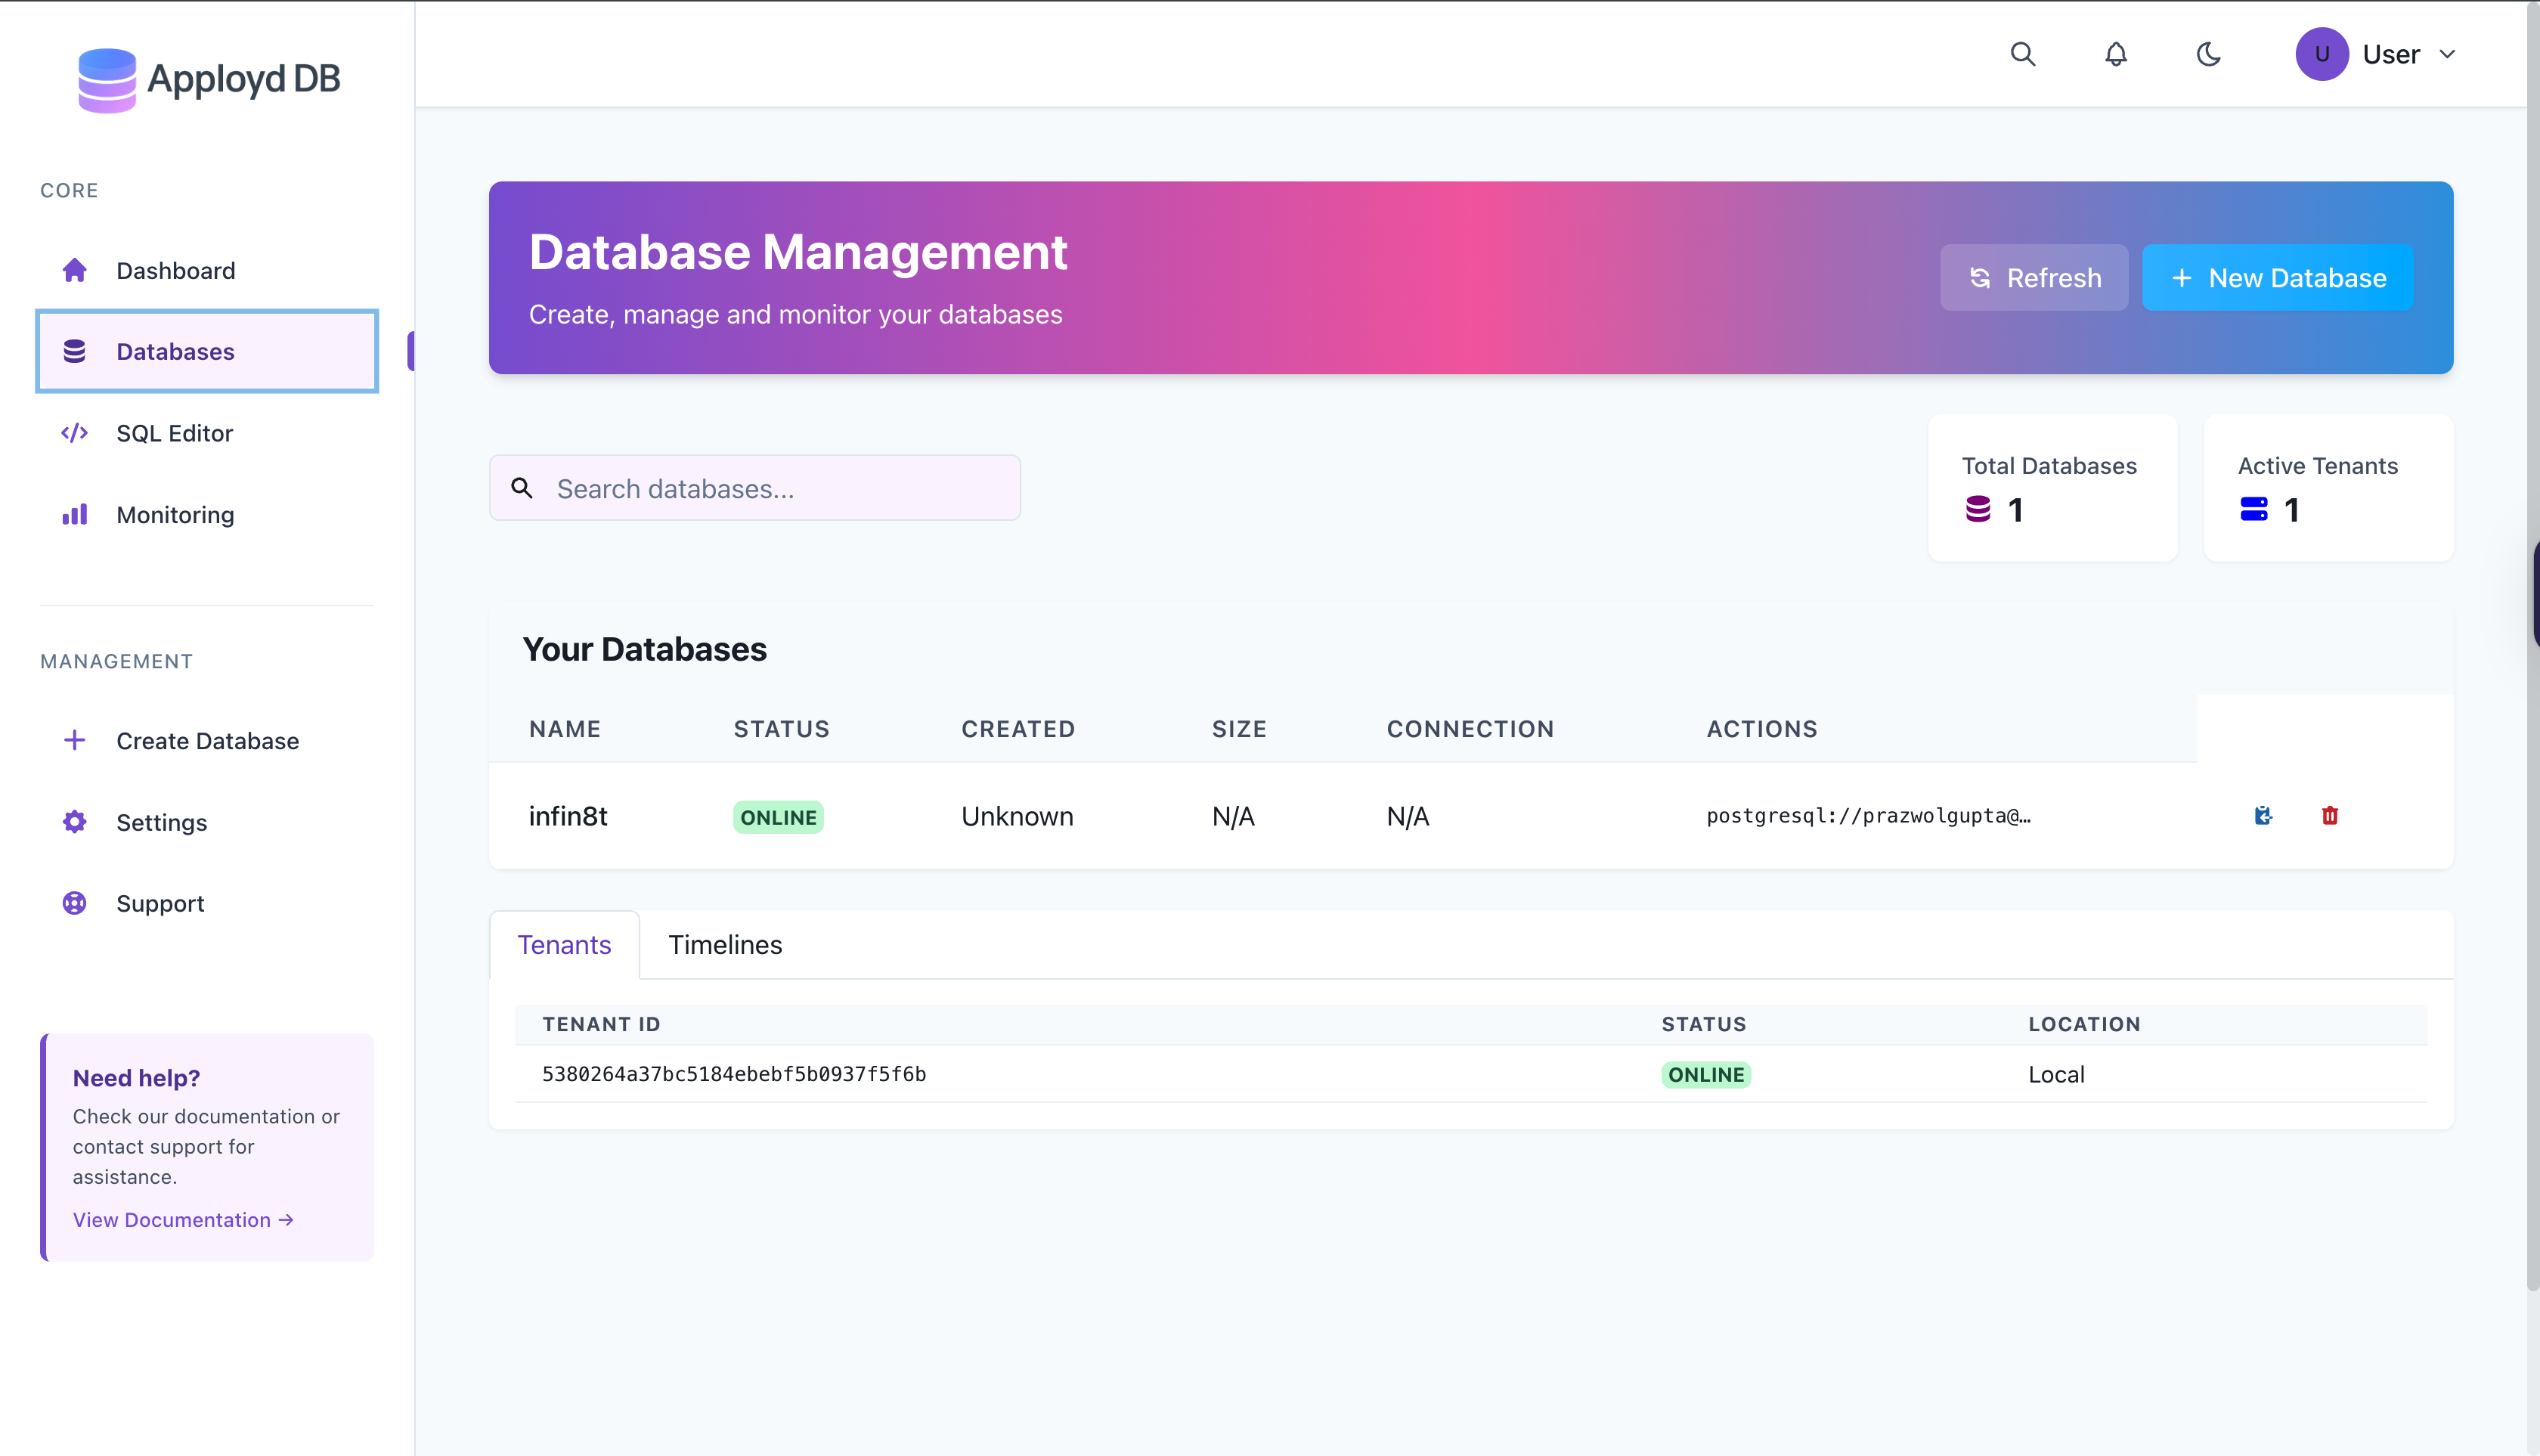 Apployd DB
U
User
CORE
Dashboard
Databases
SQL Editor
Monitoring
MANAGEMENT
Create Database
Settings
Support
Need help?
Check our documentation or
contact support for
assistance.
View Documentation →
Database Management
Create, manage and monitor your databases
Refresh
+ New Database
Search databases...
Total Databases
1
Active Tenants
1
Your Databases
NAME STATUS CREATED SIZE CONNECTION ACTIONS
infin8t ONLINE Unknown N/A N/A postgresql://prazwolgupta@…
Tenants Timelines
TENANT ID STATUS LOCATION
5380264a37bc5184ebebf5b0937f5f6b ONLINE Local